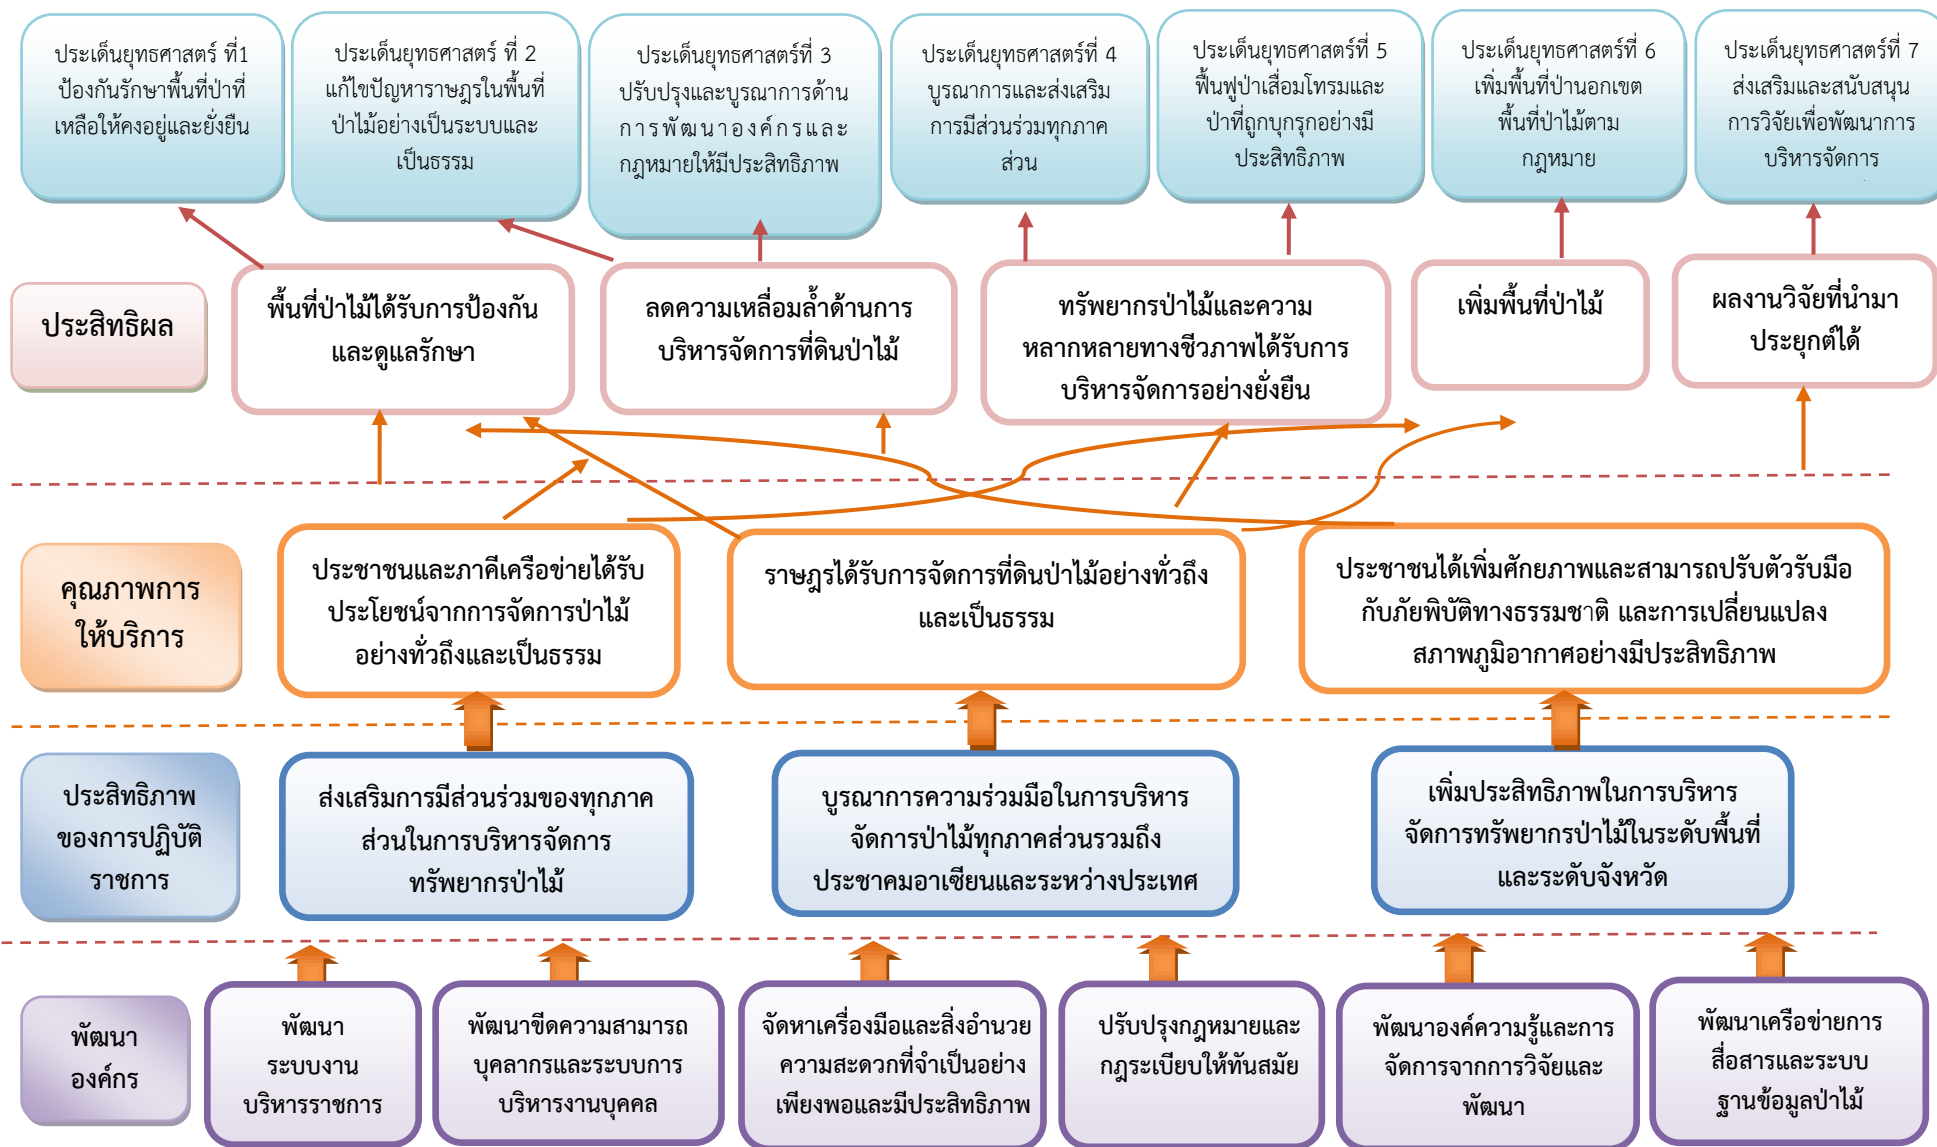 ประเด็นยุทธศาสตร์ ที่1
ป้องกันรักษาพื้นที่ป่าที่
เหลือให้คงอยู่และยั่งยืน
ประเด็นยุทธศาสตร์ ที่ 2
แก้ไขปัญหาราษฎรในพื้นที่
ป่าไม้อย่างเป็นระบบและ
เป็นธรรม
ประเด็นยุทธศาสตร์ที่ 3
ปรับปรุงและบูรณาการด้าน
การพัฒนาองค์กรและ
กฎหมายให้มีประสิทธิภาพ
ประเด็นยุทธศาสตร์ที่ 4
บูรณาการและส่งเสริม
การมีส่วนร่วมทุกภาค
ส่วน
ประเด็นยุทธศาสตร์ที่ 5
ฟื้นฟูป่าเสื่อมโทรมและ
ป่าที่ถูกบุกรุกอย่างมี
ประสิทธิภาพ
ประเด็นยุทธศาสตร์ที่ 6
เพิ่มพื้นที่ป่านอกเขต
พื้นที่ป่าไม้ตาม
กฎหมาย
ประเด็นยุทธศาสตร์ที่ 7
ส่งเสริมและสนับสนุน
การวิจัยเพื่อพัฒนาการ
บริหารจัดการ
ประสิทธิผล
พื้นที่ป่าไม้ได้รับการป้องกัน
และดูแลรักษา
ลดความเหลื่อมล้ำด้านการ
บริหารจัดการที่ดินป่าไม้
ทรัพยากรป่าไม้และความ
หลากหลายทางชีวภาพได้รับการ
บริหารจัดการอย่างยั่งยืน
เพิ่มพื้นที่ป่าไม้
ผลงานวิจัยที่นำมา
ประยุกต์ได้
คุณภาพการ
ให้บริการ
ประชาชนและภาคีเครือข่ายได้รับ
ประโยชน์จากการจัดการป่าไม้
อย่างทั่วถึงและเป็นธรรม
ราษฎรได้รับการจัดการที่ดินป่าไม้อย่างทั่วถึง
และเป็นธรรม
ประชาชนได้เพิ่มศักยภาพและสามารถปรับตัวรับมือ
กับภัยพิบัติทางธรรมชาติ และการเปลี่ยนแปลง
สภาพภูมิอากาศอย่างมีประสิทธิภาพ
ประสิทธิภาพ
ของการปฏิบัติ
ราชการ
ส่งเสริมการมีส่วนร่วมของทุกภาค
ส่วนในการบริหารจัดการ
ทรัพยากรป่าไม้
บูรณาการความร่วมมือในการบริหาร
จัดการป่าไม้ทุกภาคส่วนรวมถึง
ประชาคมอาเซียนและระหว่างประเทศ
เพิ่มประสิทธิภาพในการบริหาร
จัดการทรัพยากรป่าไม้ในระดับพื้นที่
และระดับจังหวัด
พัฒนา
องค์กร
พัฒนา
ระบบงาน
บริหารราชการ
พัฒนาขีดความสามารถ
บุคลากรและระบบการ
บริหารงานบุคคล
จัดหาเครื่องมือและสิ่งอำนวย
ความสะดวกที่จำเป็นอย่าง
เพียงพอและมีประสิทธิภาพ
ปรับปรุงกฎหมายและ
กฎระเบียบให้ทันสมัย
พัฒนาองค์ความรู้และการ
จัดการจากการวิจัยและ
พัฒนา
พัฒนาเครือข่ายการ
สื่อสารและระบบ
ฐานข้อมูลป่าไม้